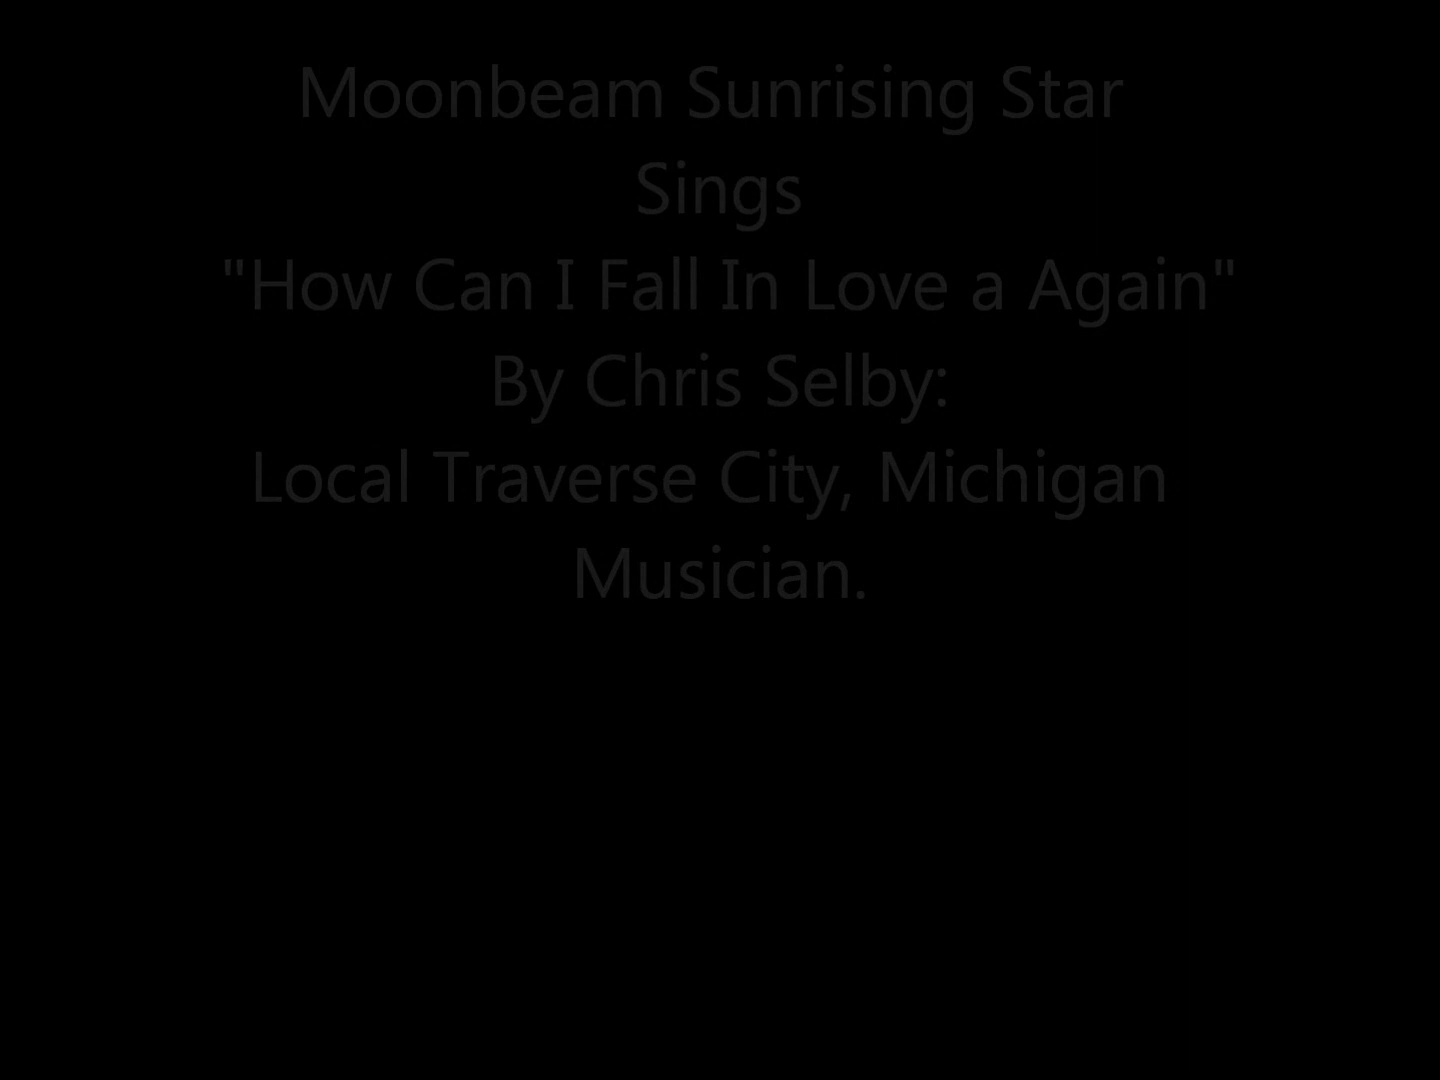 Moonbeam Sunrising Star
Sings
"How Can I Fall In Love a Again"
By Chris Selby:
Local Traverse City, Michigan
Musician.